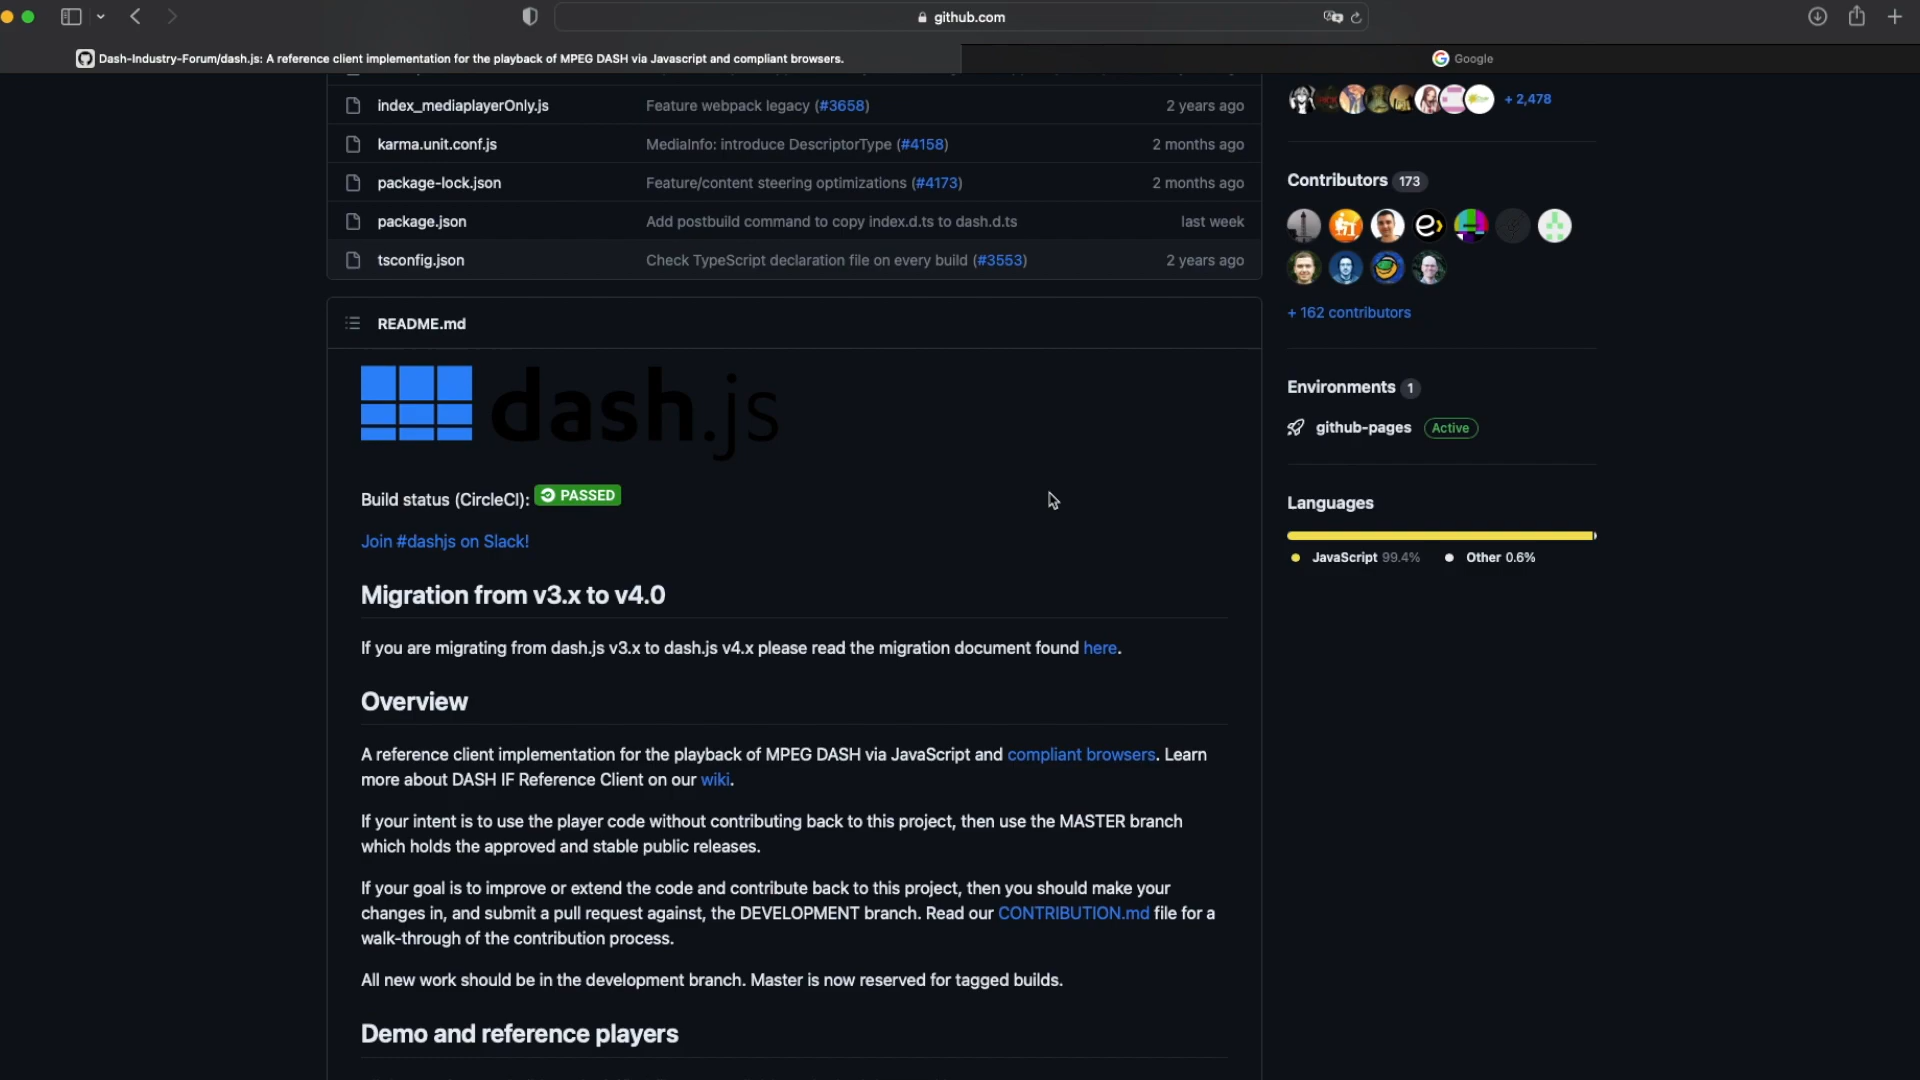 github.com
Dash-Industry-Forum/dash.js: A reference client implementation for the playback of MPEG DASH via Javascript and compliant browsers.
Google
index_mediaplayerOnly.js Feature webpack legacy (#3658) 2 years ago
karma.unit.conf.js MediaInfo: introduce DescriptorType (#4158) 2 months ago
package-lock.json Feature/content steering optimizations (#4173) 2 months ago
package.json Add postbuild command to copy index.d.ts to dash.d.ts last week
tsconfig.json Check TypeScript declaration file on every build (#3553) 2 years ago
README.md
dash.js
Build status (CircleCI): PASSED
Join #dashjs on Slack!
Migration from v3.x to v4.0
If you are migrating from dash.js v3.x to dash.js v4.x please read the migration document found here.
Overview
A reference client implementation for the playback of MPEG DASH via JavaScript and compliant browsers. Learn
more about DASH IF Reference Client on our wiki.
If your intent is to use the player code without contributing back to this project, then use the MASTER branch
which holds the approved and stable public releases.
If your goal is to improve or extend the code and contribute back to this project, then you should make your
changes in, and submit a pull request against, the DEVELOPMENT branch. Read our CONTRIBUTION.md file for a
walk-through of the contribution process.
All new work should be in the development branch. Master is now reserved for tagged builds.
Demo and reference players
+ 2,478
Contributors 173
+ 162 contributors
Environments 1
github-pages Active
Languages
JavaScript 99.4% Other 0.6%